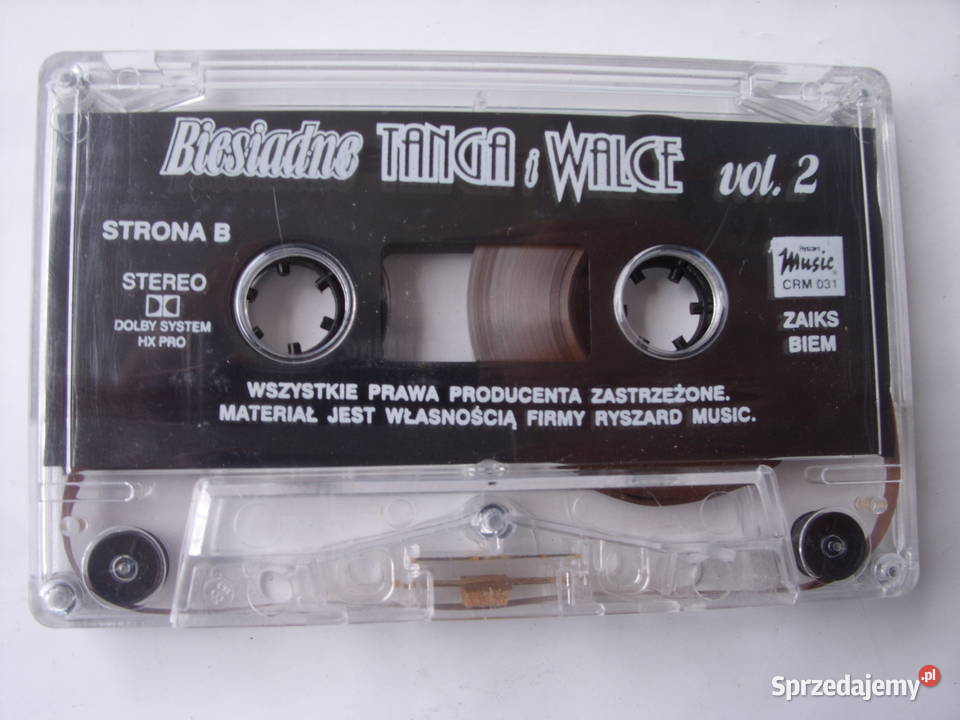 Biesiadne TANGA i WALCE vol. 2
STRONA B
STEREO
DOLBY SYSTEM
HX PRO
Ryszard
Music
CRM 031
ZAIKS
BIEM
WSZYSTKIE PRAWA PRODUCENTA ZASTRZEŻONE.
MATERIAŁ JEST WŁASNOŚCIĄ FIRMY RYSZARD MUSIC.
Sprzedajemy.pl